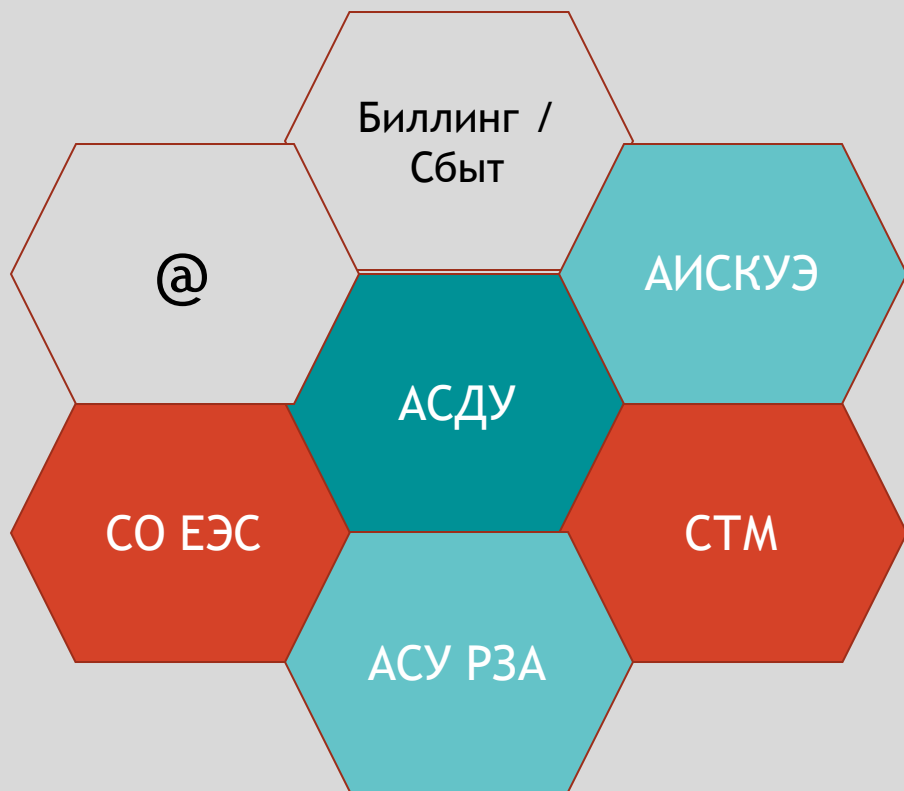 Биллинг /
Сбыт
@
АИСКУЭ
АСДУ
СО ЕЭС
СТМ
АСУ РЗА